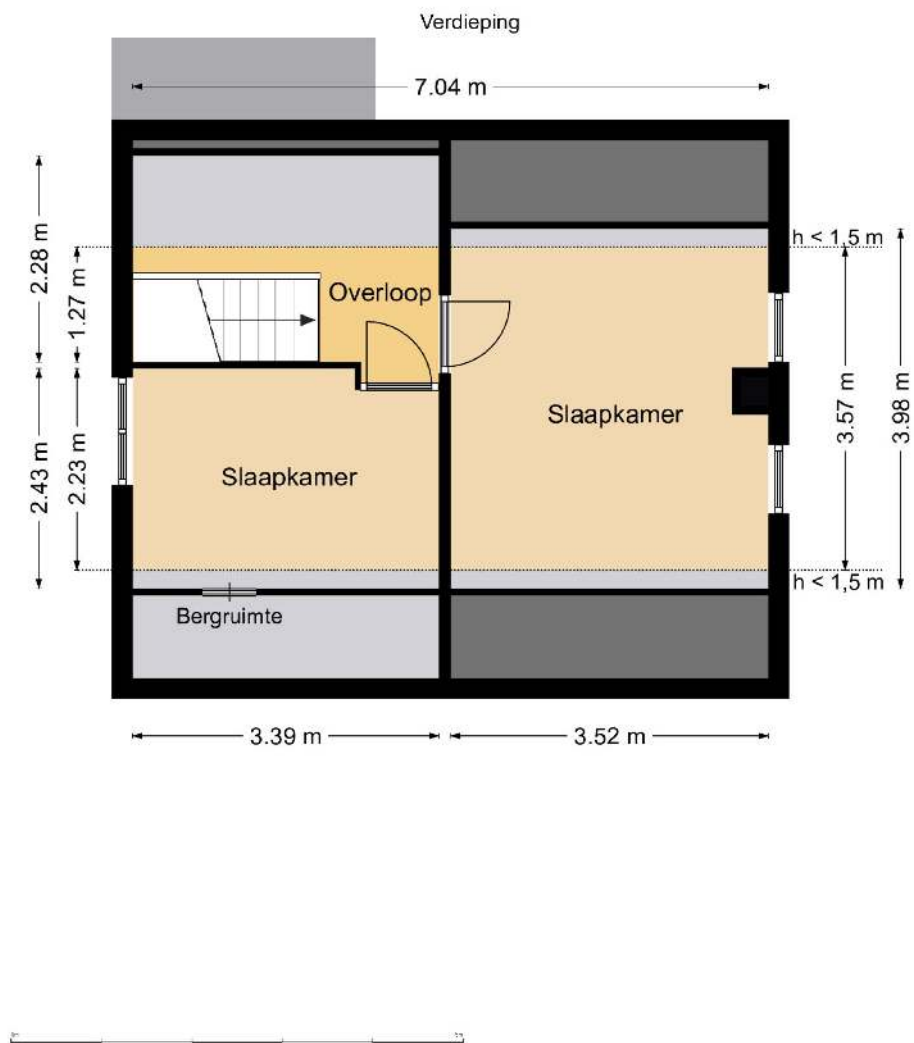 Verdieping
7.04 m
h < 1,5 m
2.28 m
1.27 m
Overloop
Slaapkamer
3.57 m
3.98 m
Slaapkamer
2.43 m
2.23 m
h < 1,5 m
Bergruimte
3.39 m
3.52 m